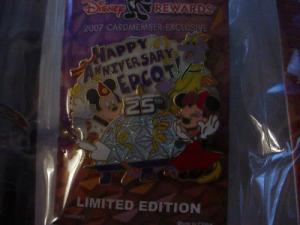 Disney REWARDS
2007 CARDMEMBER EXCLUSIVE
HAPPY
ANNIVERSARY
EPCOT!
25th
LIMITED EDITION